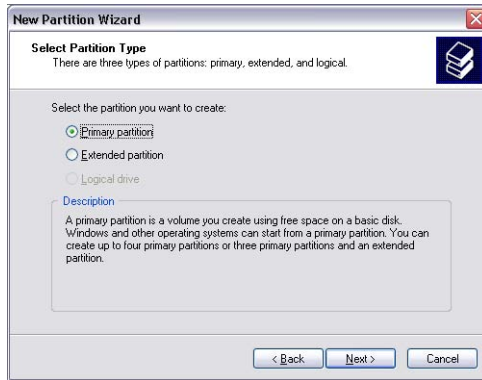 New Partition Wizard
Select Partition Type
There are three types of partitions: primary, extended, and logical.
Select the partition you want to create:
Primary partition
Extended partition
Logical drive
Description
A primary partition is a volume you create using free space on a basic disk.
Windows and other operating systems can start from a primary partition. You can
create up to four primary partitions or three primary partitions and an extended
partition.
< Back
Next >
Cancel